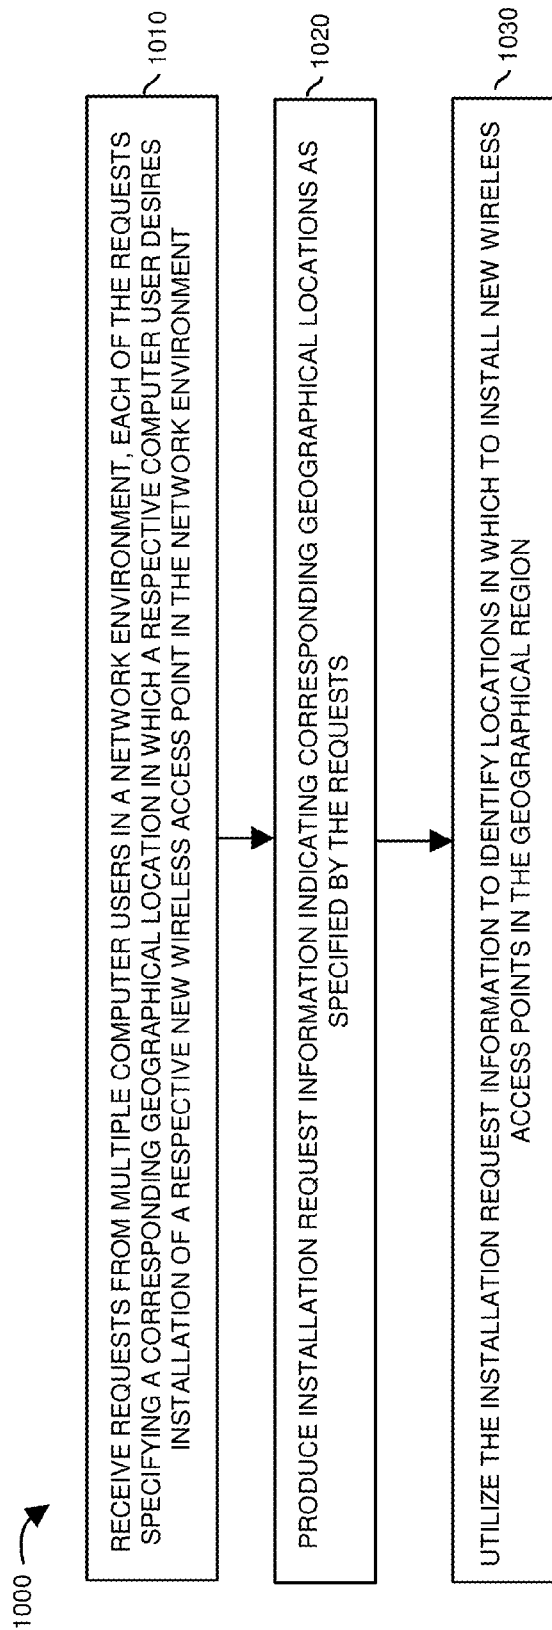 1000
RECEIVE REQUESTS FROM MULTIPLE COMPUTER USERS IN A NETWORK ENVIRONMENT, EACH OF THE REQUESTS
SPECIFYING A CORRESPONDING GEOGRAPHICAL LOCATION IN WHICH A RESPECTIVE COMPUTER USER DESIRES
INSTALLATION OF A RESPECTIVE NEW WIRELESS ACCESS POINT IN THE NETWORK ENVIRONMENT
1010
PRODUCE INSTALLATION REQUEST INFORMATION INDICATING CORRESPONDING GEOGRAPHICAL LOCATIONS AS
SPECIFIED BY THE REQUESTS
1020
UTILIZE THE INSTALLATION REQUEST INFORMATION TO IDENTIFY LOCATIONS IN WHICH TO INSTALL NEW WIRELESS
ACCESS POINTS IN THE GEOGRAPHICAL REGION
1030